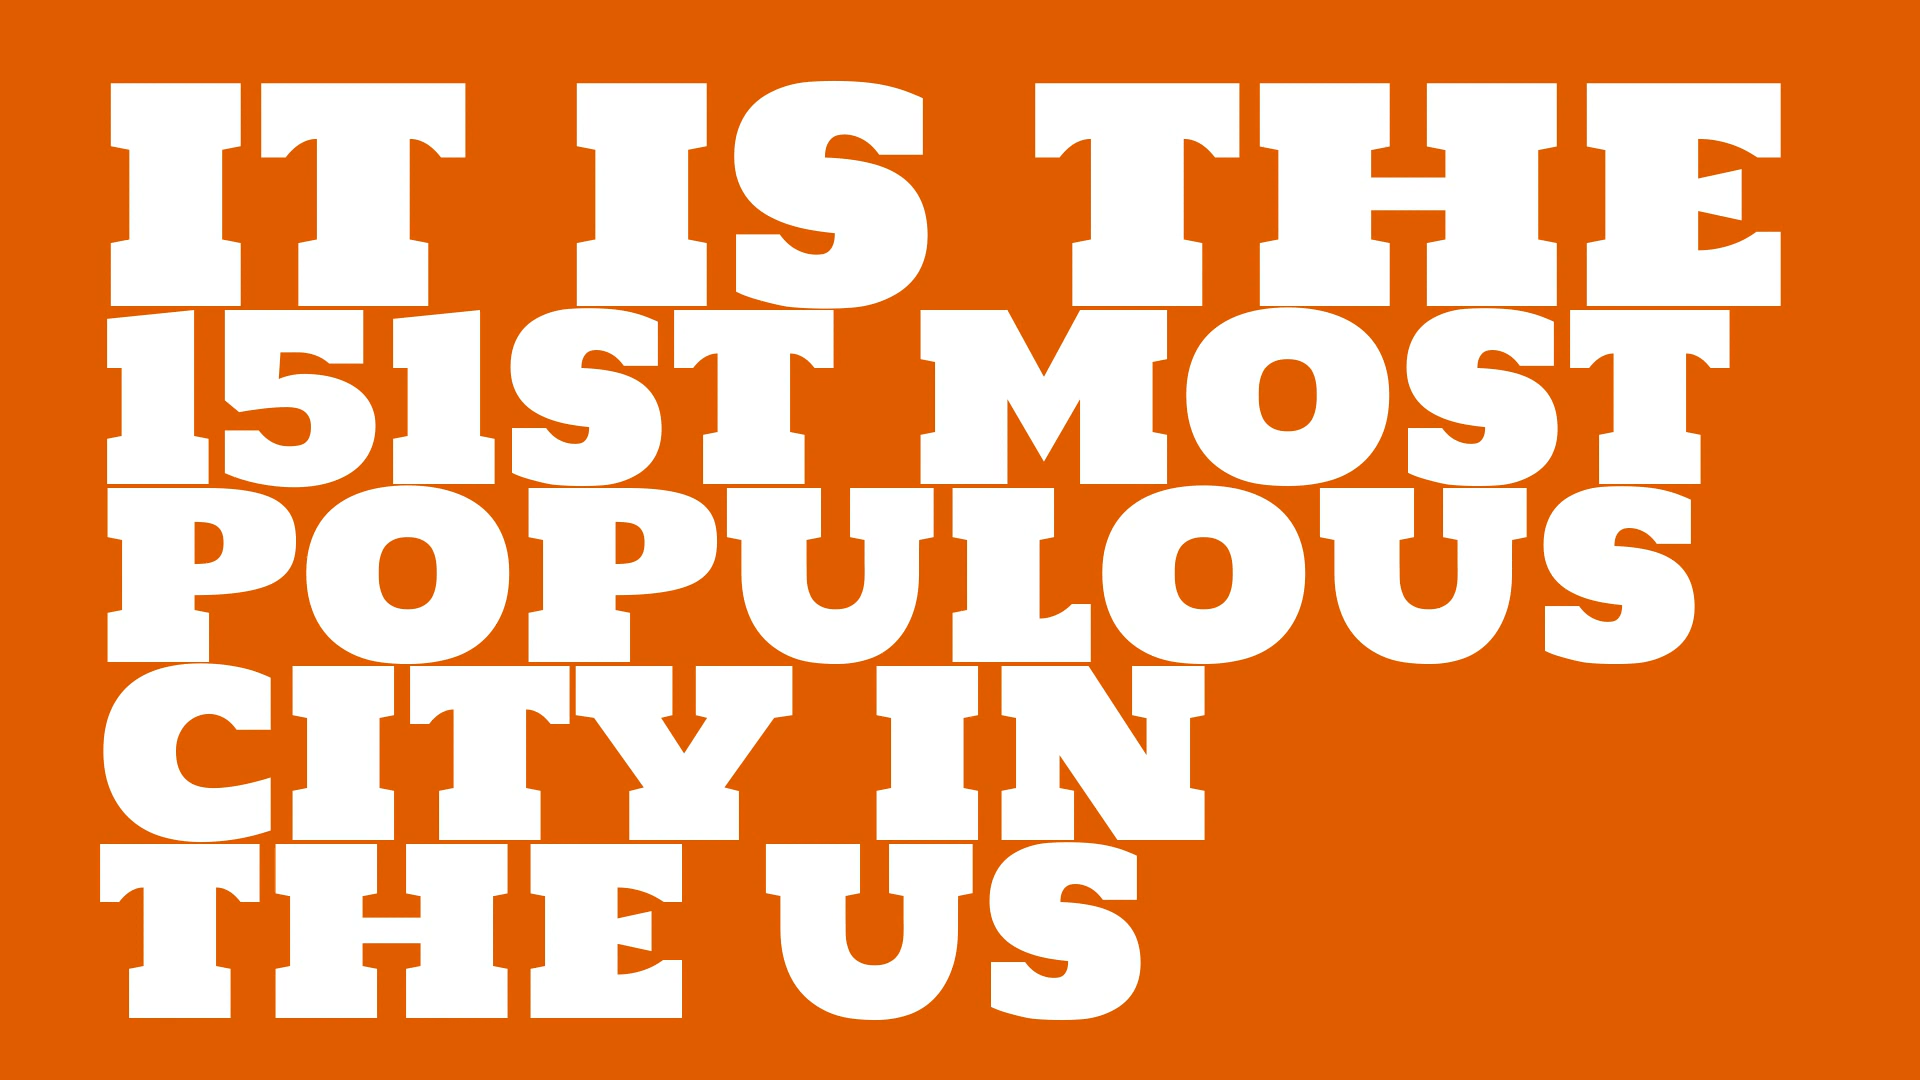 IT IS THE
151ST MOST
POPULOUS
CITY IN
THE US